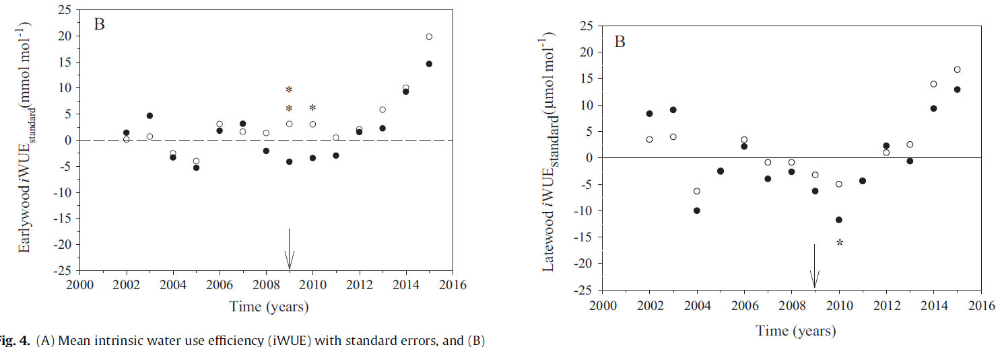 25
20
15
10
5
0
-5
-10
-15
-20
-25
Earlywood iWUEstandard(mmol mol-1)
B
*
*
*
2000 2002 2004 2006 2008 2010 2012 2014 2016
Time (years)
Fig. 4. (A) Mean intrinsic water use efficiency (iWUE) with standard errors, and (B)
25
20
15
10
5
0
-5
-10
-15
-20
-25
Latewood iWUEstandard(µmol mol-1)
B
*
2000 2002 2004 2006 2008 2010 2012 2014 2016
Time (years)